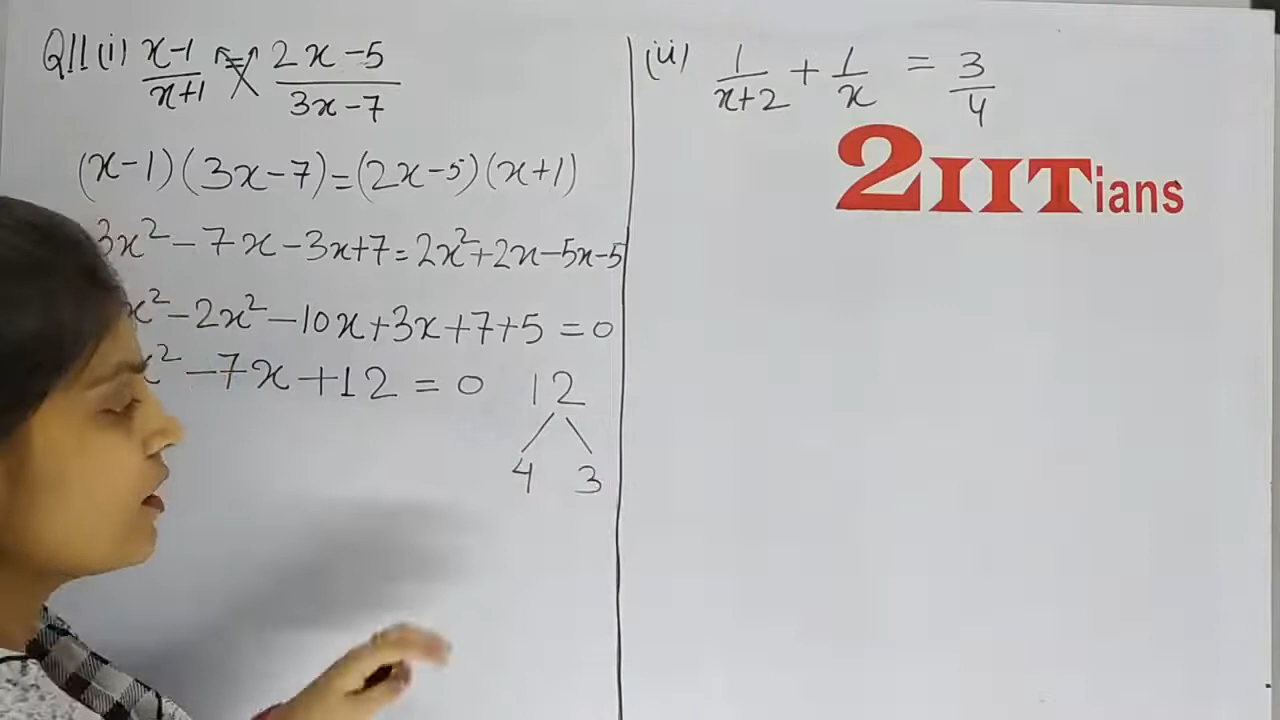 Q11 (i) x-1/x+1 = 2x-5/3x-7
(x-1)(3x-7)=(2x-5)(x+1)
3x²-7x-3x+7=2x²+2x-5x-5
x²-2x²-10x+3x+7+5=0
x²-7x+12=0
12
4 3
(ii) 1/x+2 + 1/x = 3/4
2IITians